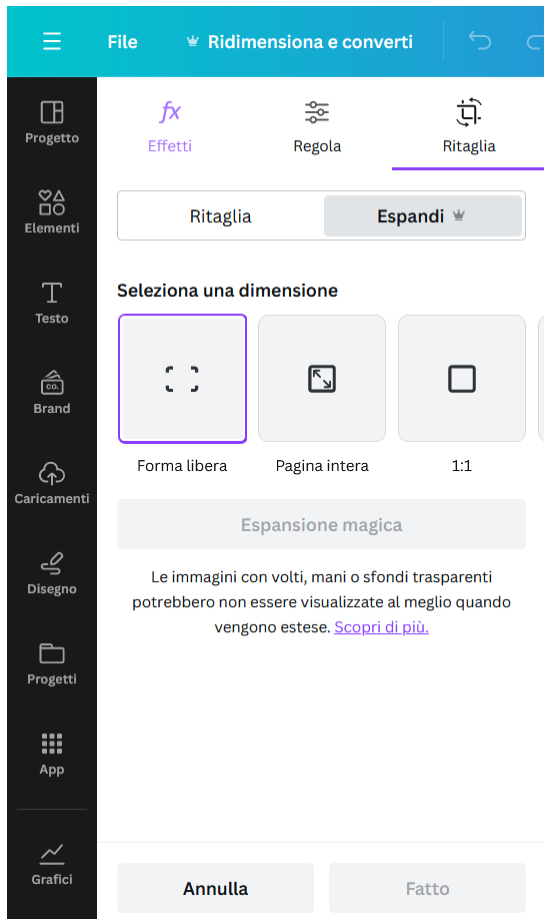 File
Ridimensiona e converti
Progetto
Elementi
Testo
Brand
CO.
Caricamenti
Disegno
Progetti
App
Grafici
fx
Effetti
Regola
Ritaglia
Ritaglia
Espandi
Seleziona una dimensione
Forma libera
Pagina intera
1:1
Espansione magica
Le immagini con volti, mani o sfondi trasparenti
potrebbero non essere visualizzate al meglio quando
vengono estese. Scopri di più.
Annulla
Fatto